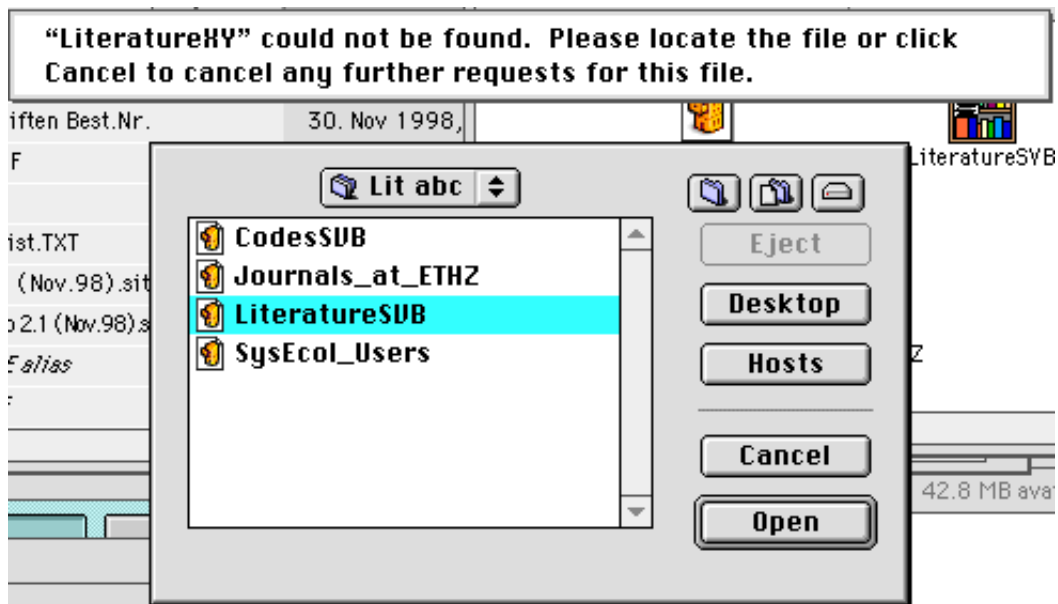 “LiteratureXY” could not be found. Please locate the file or click
Cancel to cancel any further requests for this file.
iften Best.Nr.
30. Nov 1998,
F
LiteratureSVB
ist.TXT
(Nov.98).sit
2.1 (Nov.98).s
E alias
Lit abc
CodesSVB
Journals_at_ETHZ
LiteratureSVB
SysEcol_Users
Eject
Desktop
Hosts
Z
Cancel
Open
42.8 MB ava